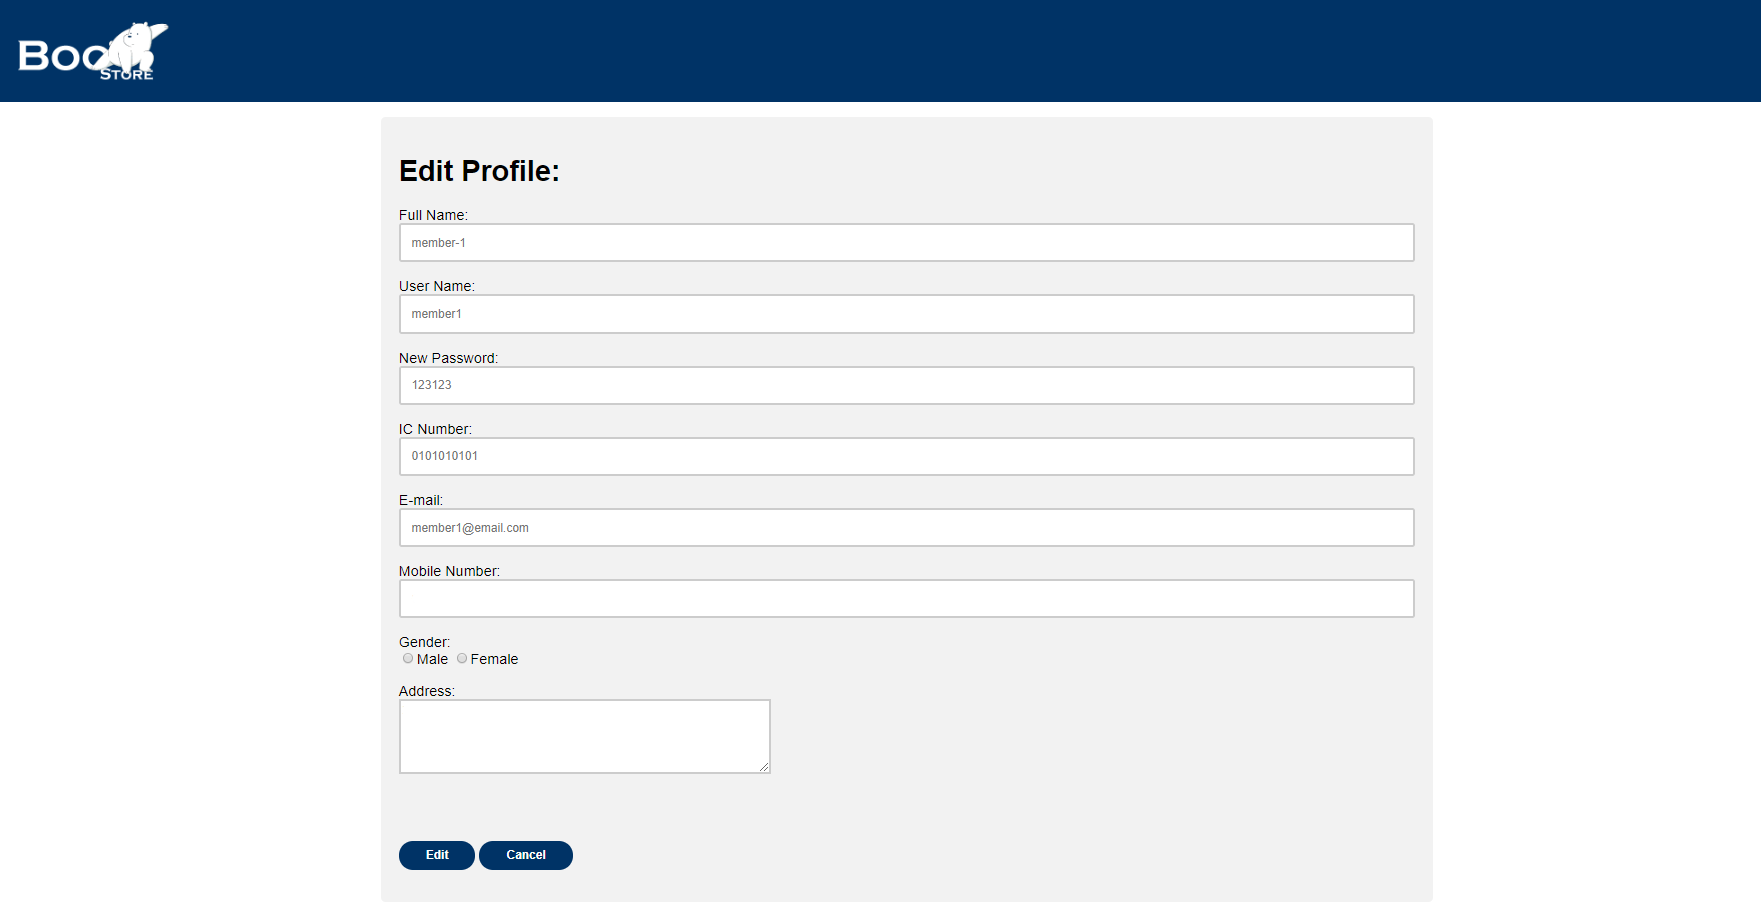 Boo
STORE
Edit Profile:
Full Name:
member-1
User Name:
member1
New Password:
123123
IC Number:
0101010101
E-mail:
member1@email.com
Mobile Number:
Gender:
Male Female
Address:
Edit Cancel